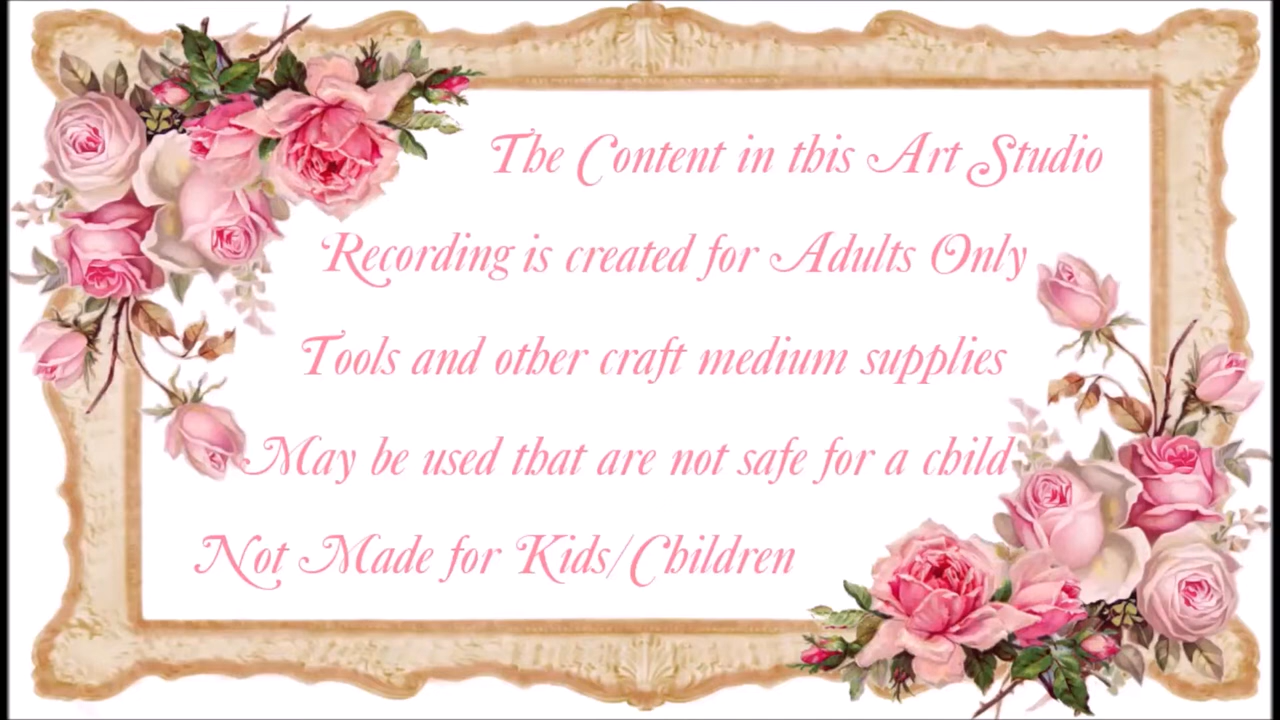 The Content in this Art Studio
Recording is created for Adults Only
Tools and other craft medium supplies
May be used that are not safe for a child
Not Made for Kids/Children